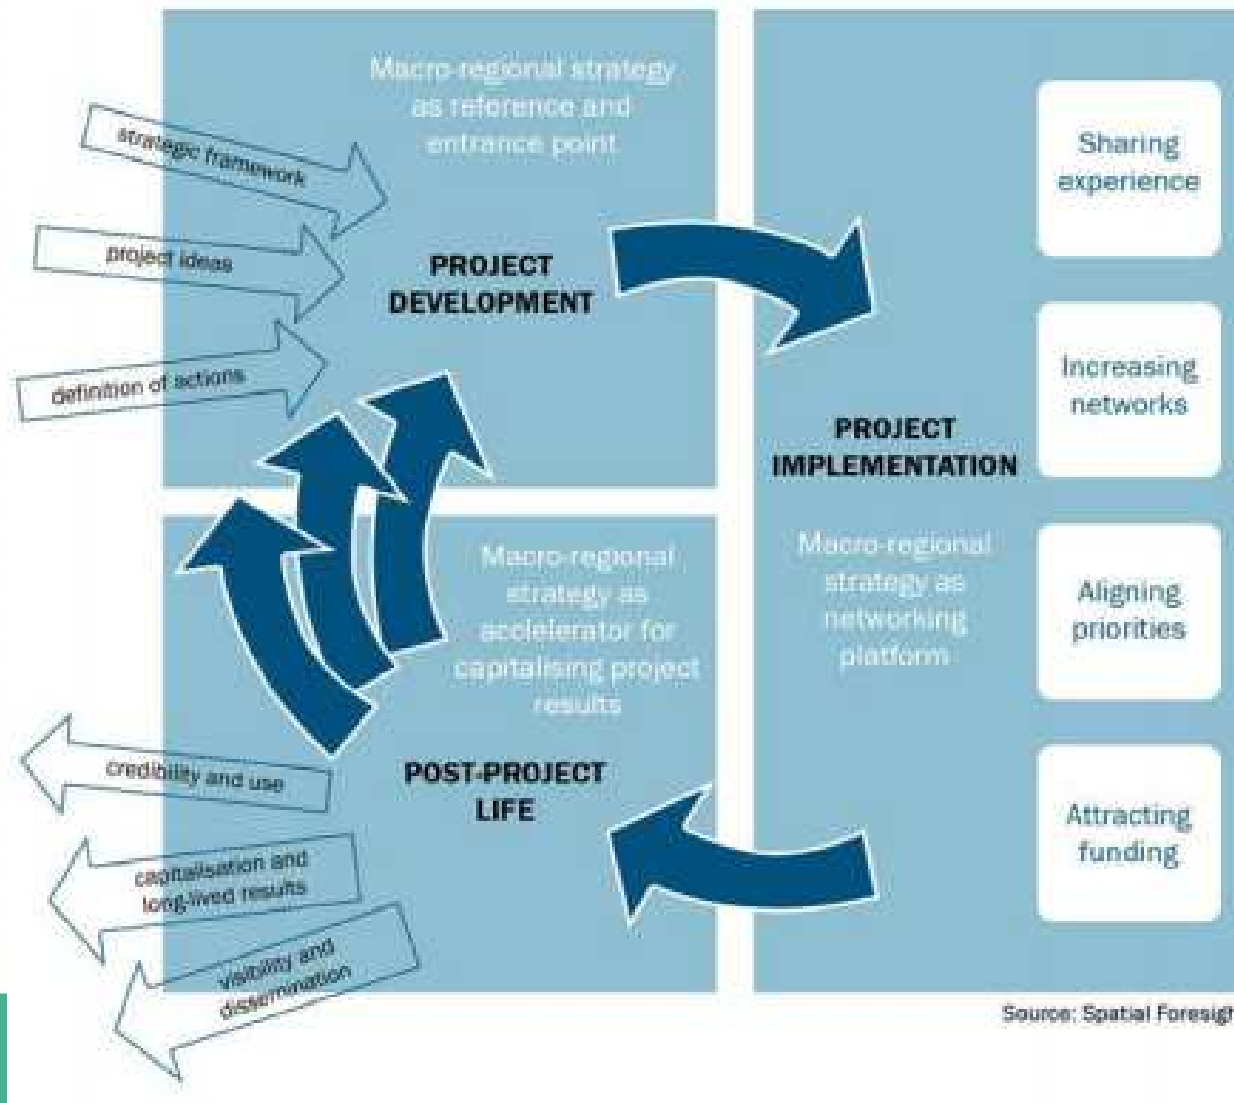 Macro-regional strategy
as reference and
entrance point
strategic framework
project ideas
definition of actions
PROJECT
DEVELOPMENT
Sharing
experience
Increasing
networks
Aligning
priorities
Attracting
funding
PROJECT
IMPLEMENTATION
Macro-regional
strategy as
networking
platform
Macro-regional
strategy as
acclelerator for
capitalising project
results
POST-PROJECT
LIFE
credibility and use
capitalisation and
long-lived results
visibility and
dissemination
Source: Spatial Foresigh